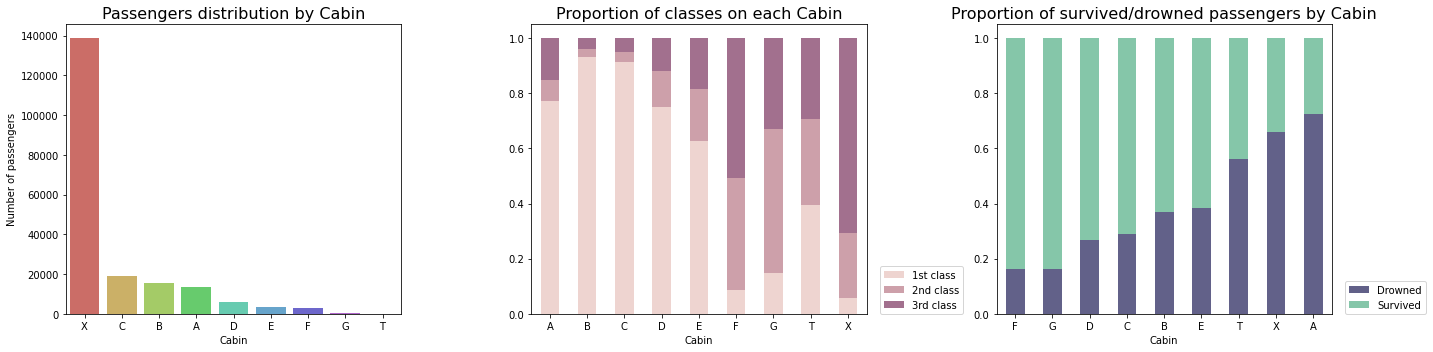 Passengers distribution by Cabin
Number of passengers
140000
120000
100000
80000
60000
40000
20000
0
X C B A D E F G T
Cabin
Proportion of classes on each Cabin
1.0
0.8
0.6
0.4
0.2
0.0
A B C D E F G T X
Cabin
1st class
2nd class
3rd class
Proportion of survived/drowned passengers by Cabin
1.0
0.8
0.6
0.4
0.2
0.0
F G D C B E T X A
Cabin
Drowned
Survived